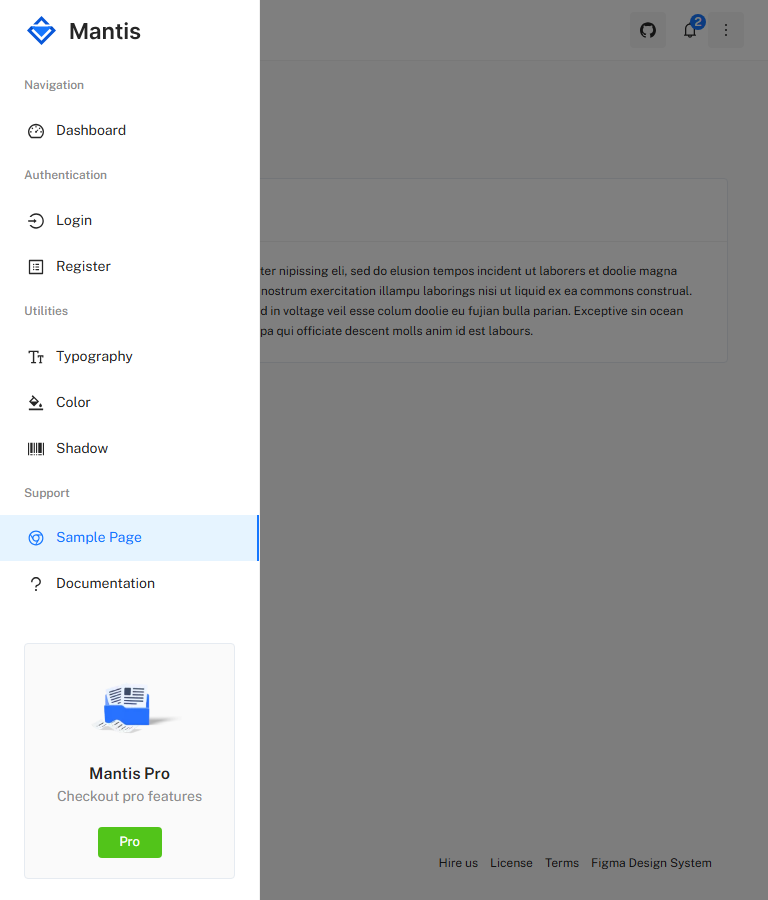 Mantis
2
Navigation
Dashboard
Authentication
Login
Register
Utilities
Typography
Color
Shadow
Support
Sample Page
Documentation
Mantis Pro
Checkout pro features
Pro
nipissing eli, sed do elusion tempos incident ut laborers et doolie magna
nostrum exercitation illampu laborings nisi ut liquid ex ea commons construal.
in voltage veil esse colum doolie eu fujian bulla parian. Exceptive sin ocean
qui officiate descent molls anim id est labours.
Hire us License Terms Figma Design System